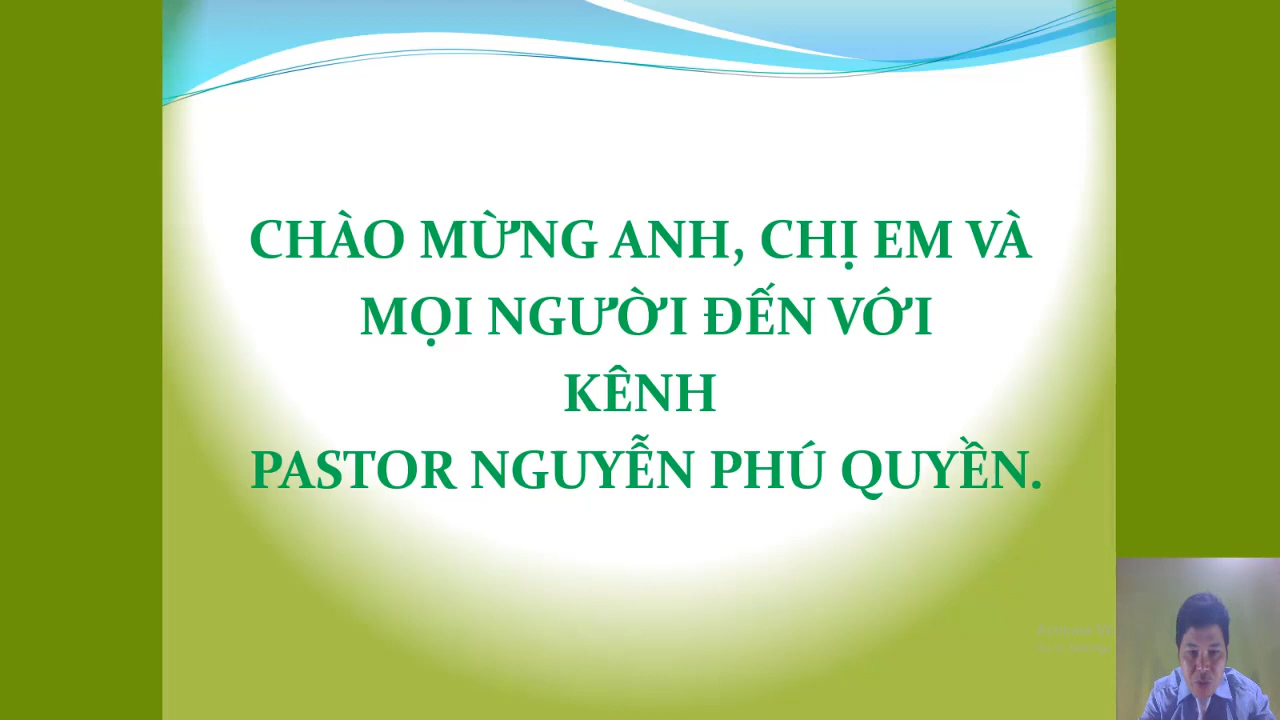 CHÀO MỪNG ANH, CHỊ EM VÀ
MỌI NGƯỜI ĐẾN VỚI
KÊNH
PASTOR NGUYỄN PHÚ QUYỀN.